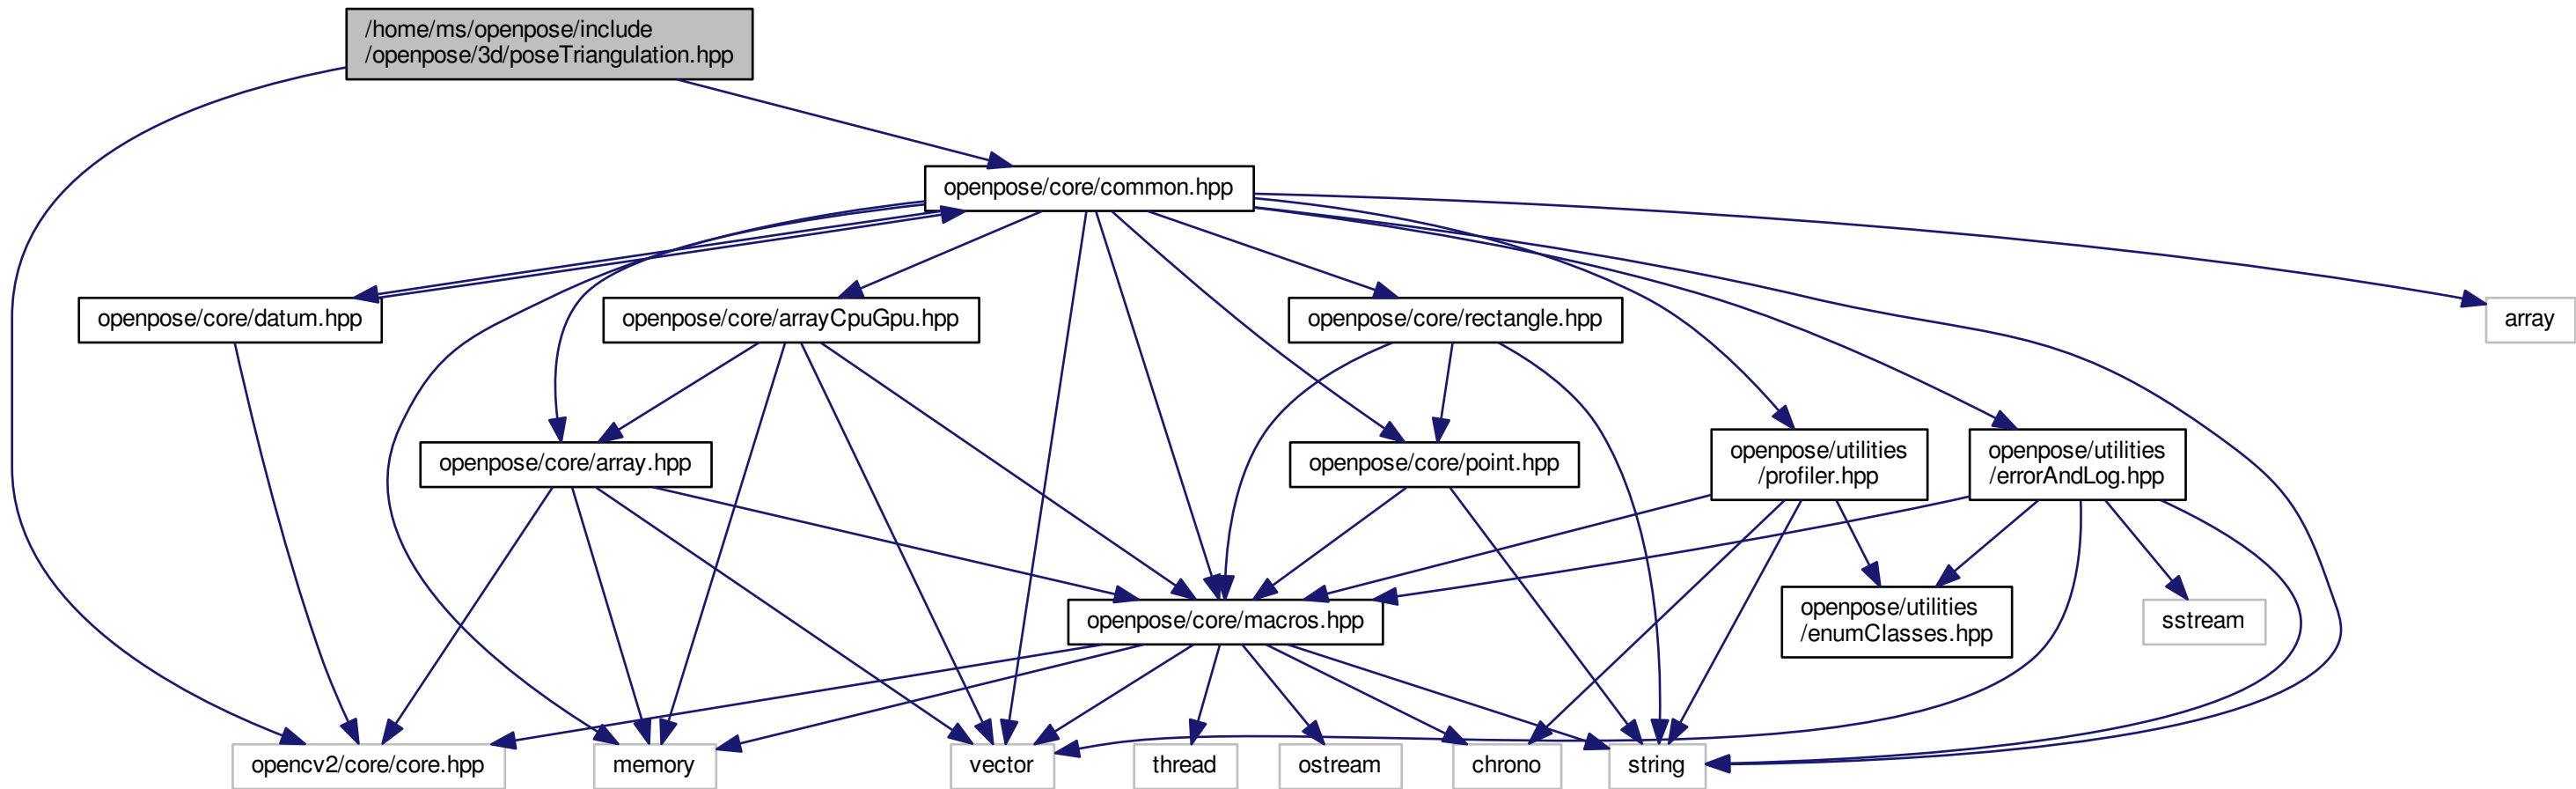 /home/ms/openpose/include
/openpose/3d/poseTriangulation.hpp
openpose/core/common.hpp
openpose/core/datum.hpp
openpose/core/arrayCpuGpu.hpp
openpose/core/rectangle.hpp
array
openpose/core/array.hpp
openpose/core/point.hpp
openpose/utilities
/profiler.hpp
openpose/utilities
/errorAndLog.hpp
openpose/core/macros.hpp
openpose/utilities
/enumClasses.hpp
sstream
opencv2/core/core.hpp
memory
vector
thread
ostream
chrono
string